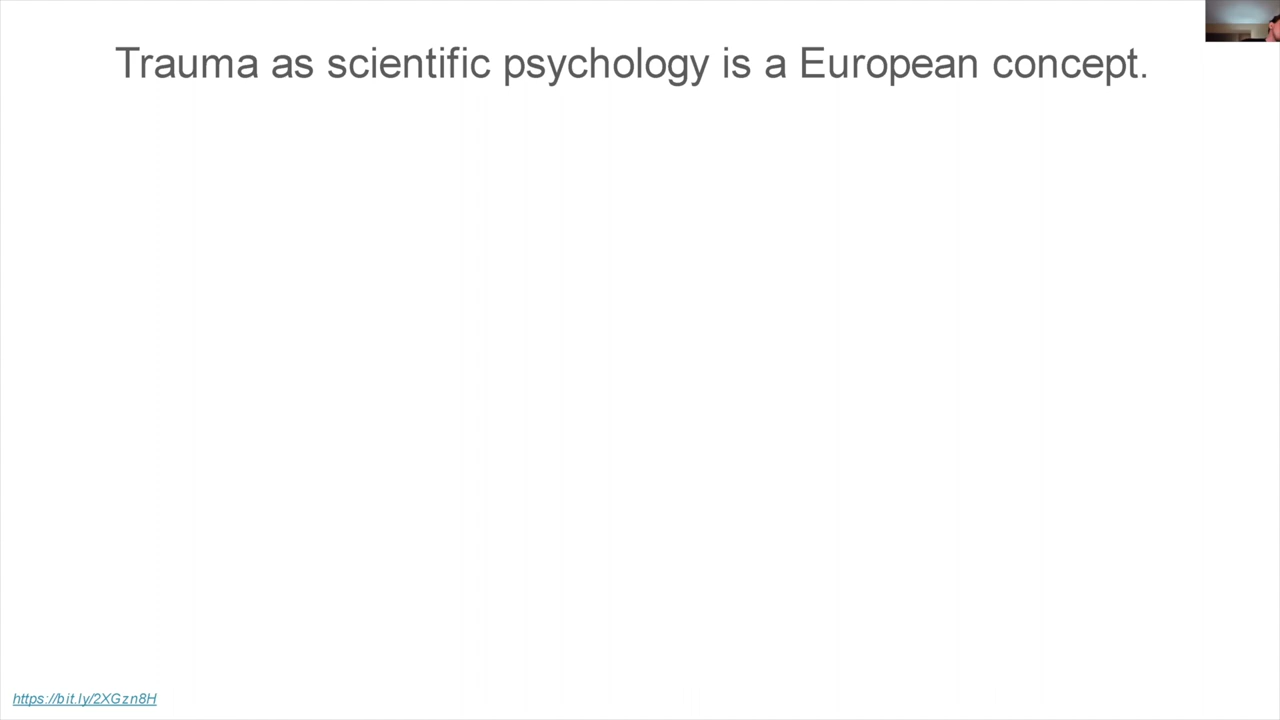 Trauma as scientific psychology is a European concept.
https://bit.ly/2XGzn8H